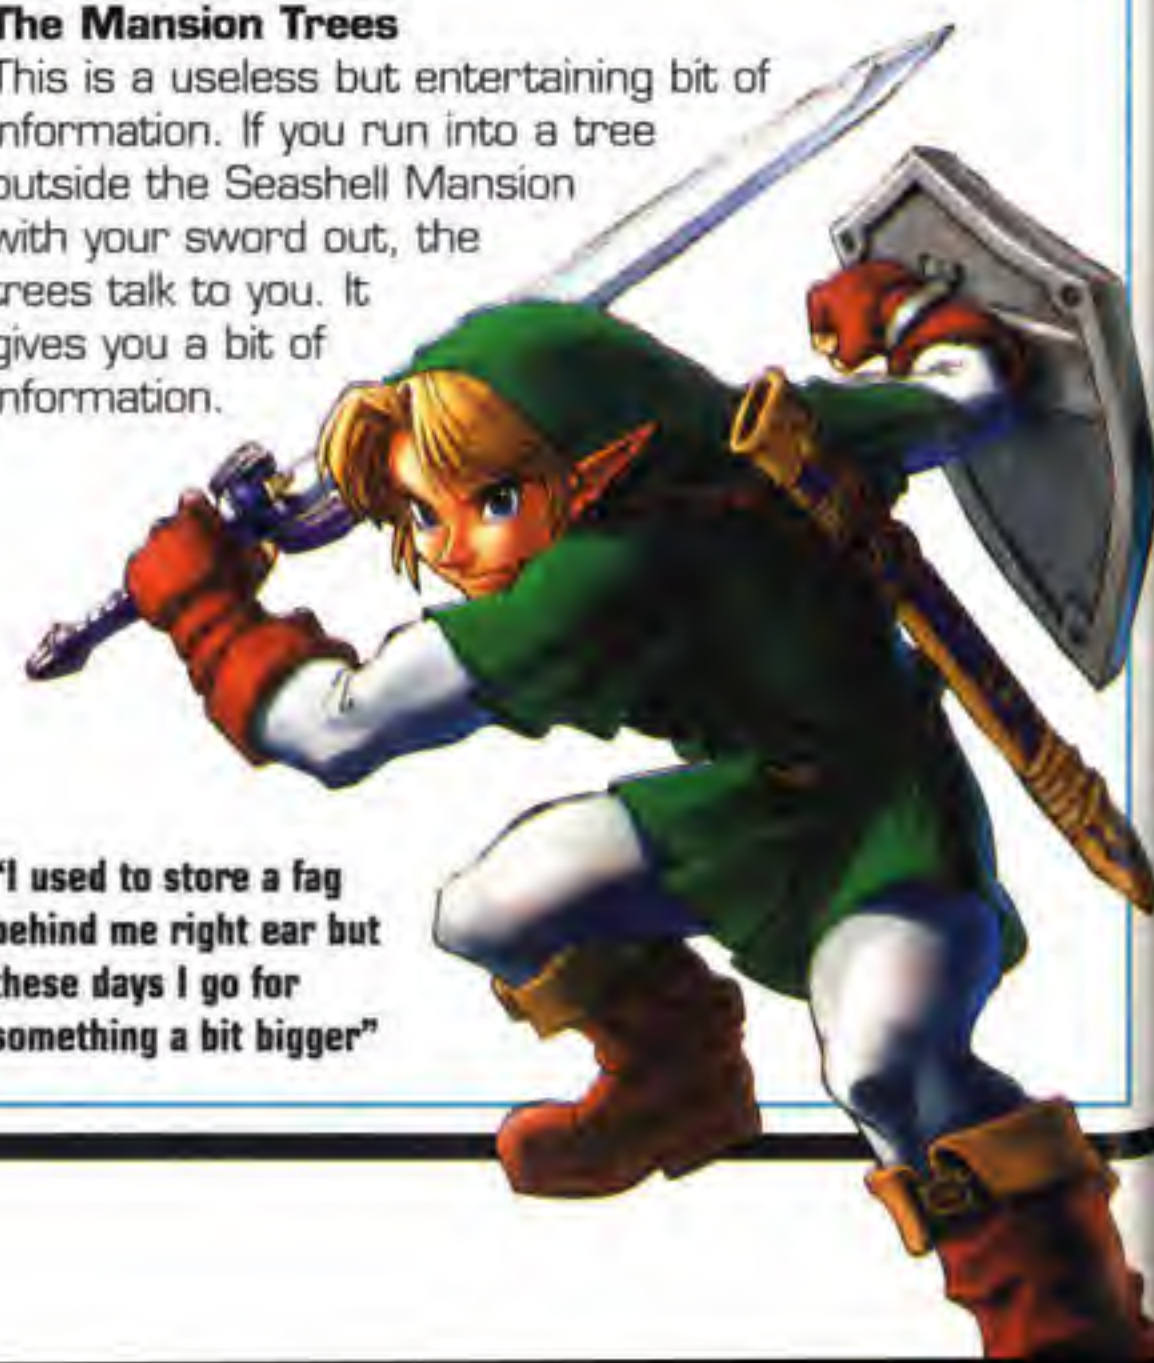 The Mansion Trees
This is a useless but entertaining bit of
information. If you run into a tree
outside the Seashell Mansion
with your sword out, the
trees talk to you. It
gives you a bit of
information.
"I used to store a fag
behind me right ear but
these days I go for
something a bit bigger"